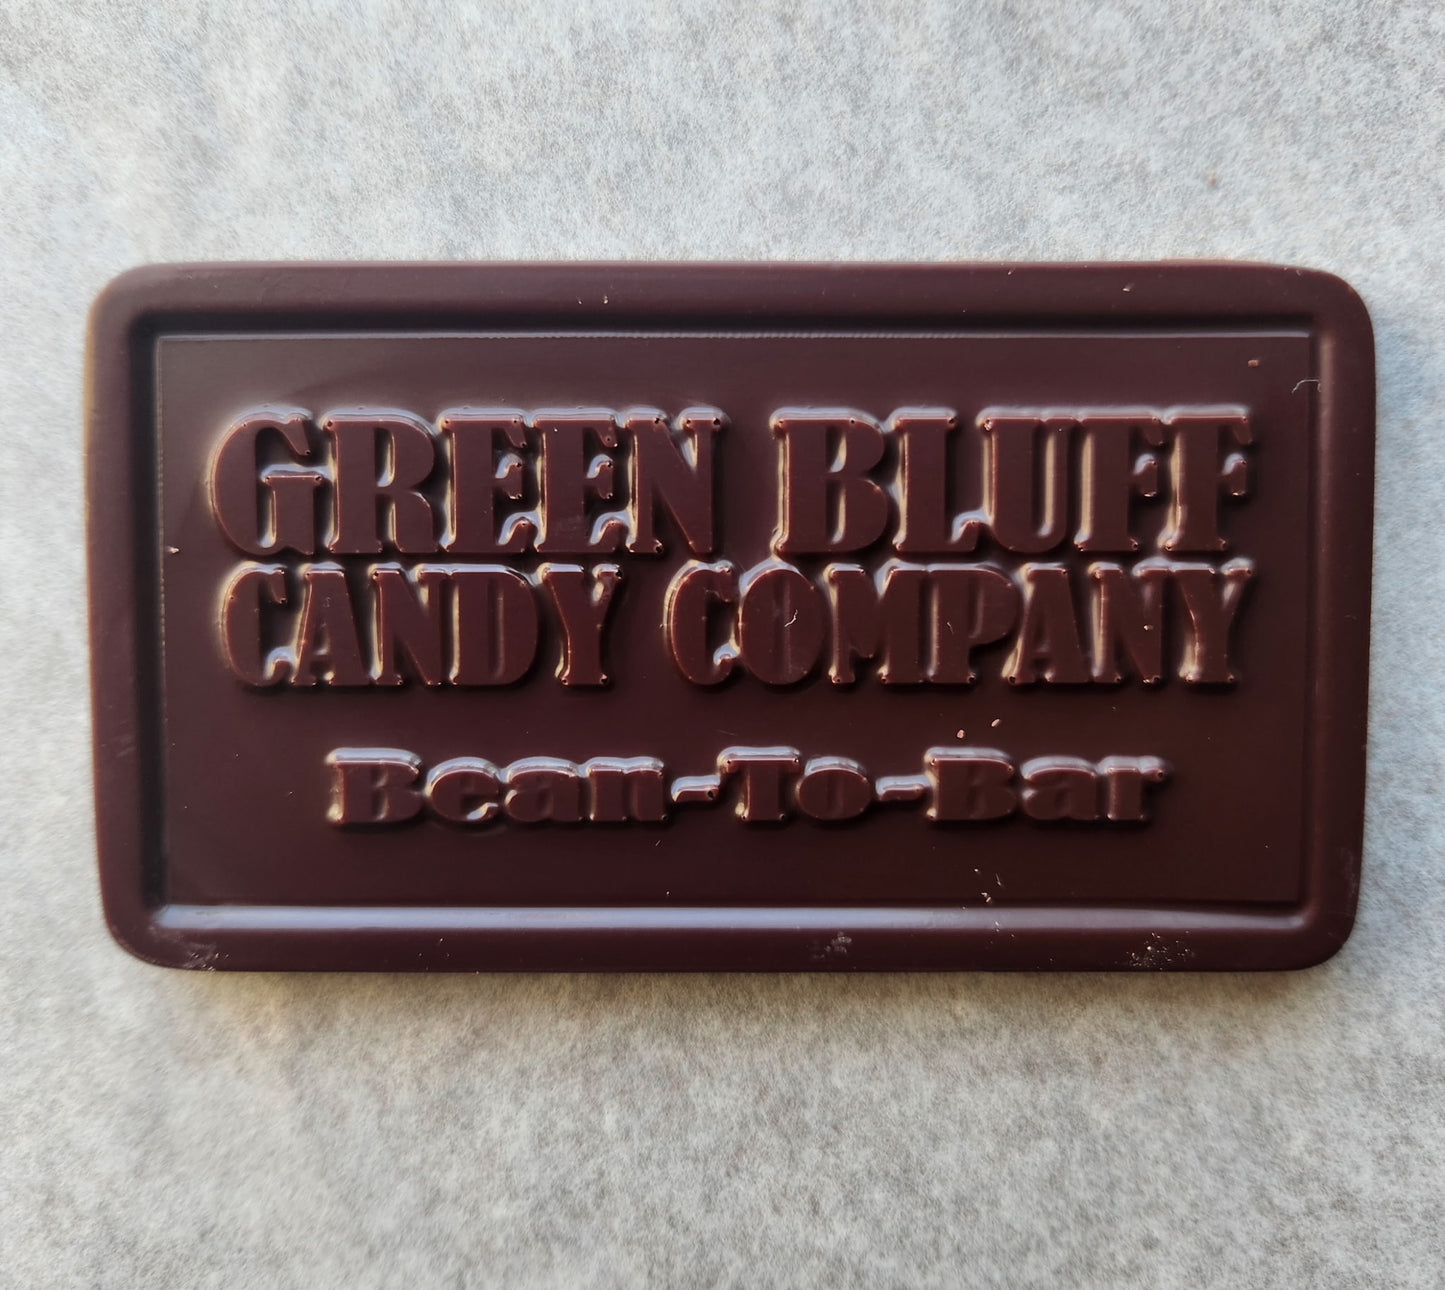 GREEN BLUFF
CANDY COMPANY
Bean-To-Bar